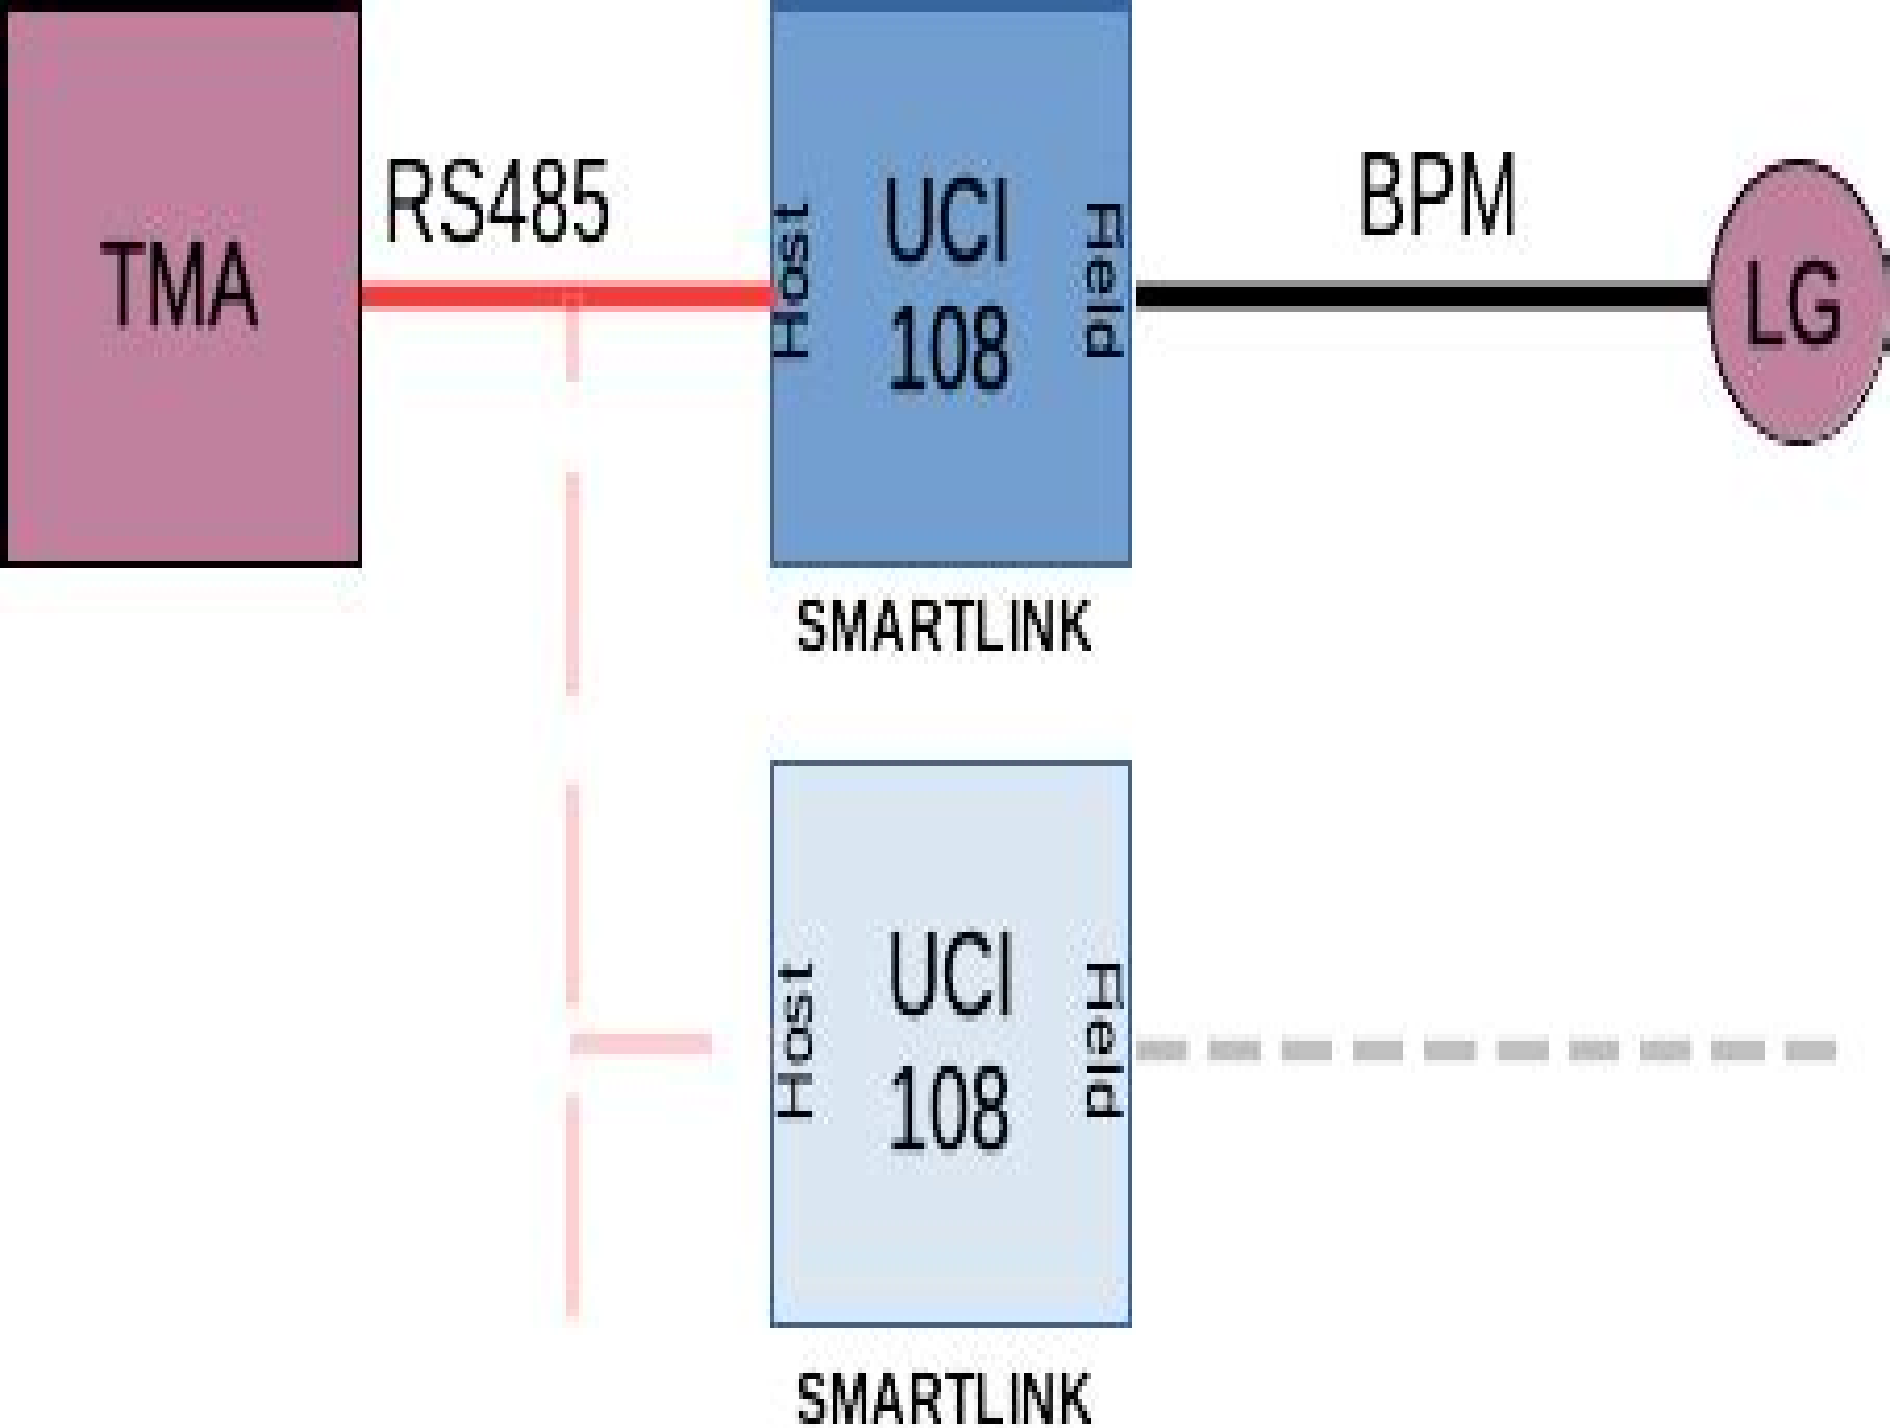 TMA
RS485
Host
UCI
108
Field
BPM
LG
SMARTLINK
Host
UCI
108
Field
SMARTLINK